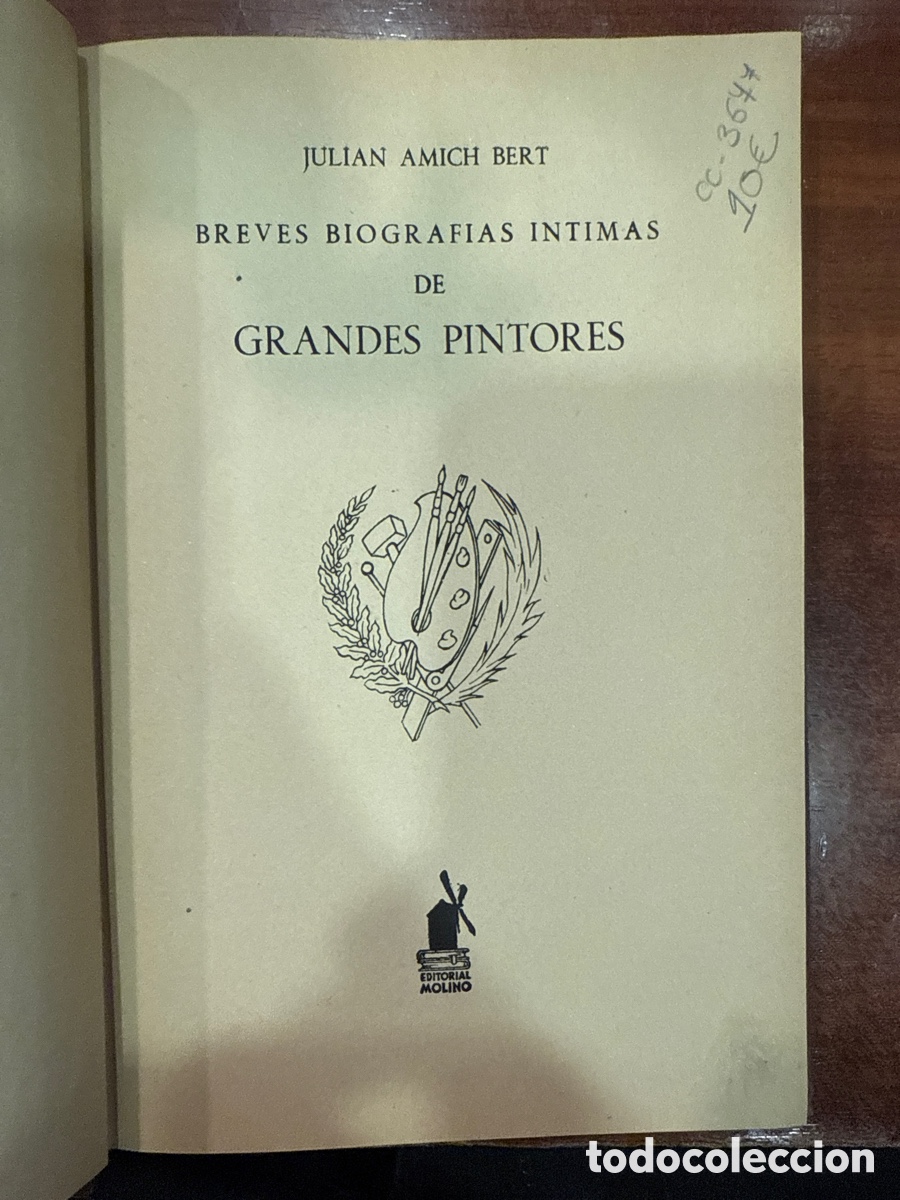 CC-3647
10€
JULIAN AMICH BERT
BREVES BIOGRAFIAS INTIMAS
DE
GRANDES PINTORES
EDITORIAL
MOLINO
todocoleccion